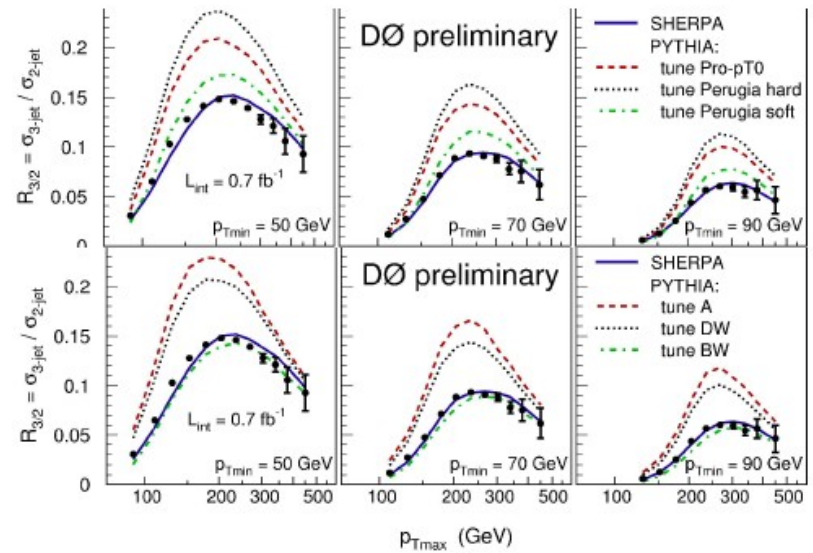 0.2
0.15
0.1
0.05
0
R3/2 = σ3-jet / σ2-jet
Lint = 0.7 fb⁻¹
pTmin = 50 GeV
DØ preliminary
pTmin = 70 GeV
SHERPA
PYTHIA:
tune Pro-pT0
tune Perugia hard
tune Perugia soft
pTmin = 90 GeV
0.2
0.15
0.1
0.05
0
R3/2 = σ3-jet / σ2-jet
Lint = 0.7 fb⁻¹
pTmin = 50 GeV
DØ preliminary
pTmin = 70 GeV
SHERPA
PYTHIA:
tune A
tune DW
tune BW
pTmin = 90 GeV
100 200 300 500
100 200 300 500
100 200 300 500
pTmax (GeV)